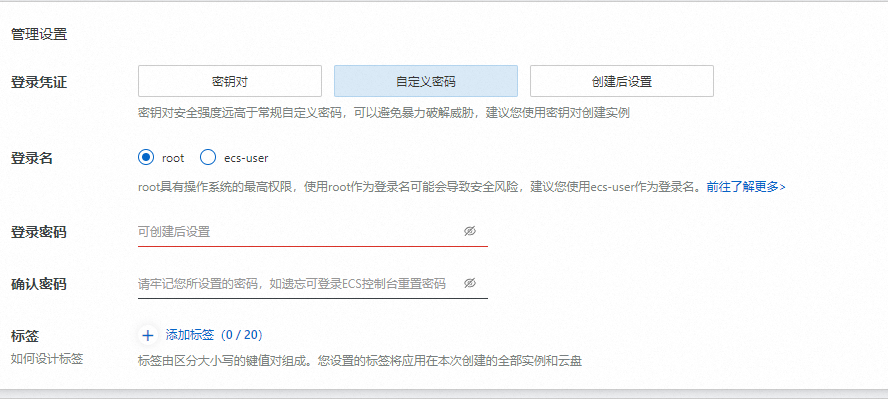 管理设置
登录凭证 密钥对 自定义密码 创建后设置
密钥对安全强度远高于常规自定义密码，可以避免暴力破解威胁，建议您使用密钥对创建实例
登录名 root ecs-user
root具有操作系统的最高权限，使用root作为登录名可能会导致安全风险，建议您使用ecs-user作为登录名。前往了解更多>
登录密码 可创建后设置
确认密码 请牢记您所设置的密码，如遗忘可登录ECS控制台重置密码
标签 + 添加标签（0 / 20）
如何设计标签 标签由区分大小写的键值对组成。您设置的标签将应用在本次创建的全部实例和云盘